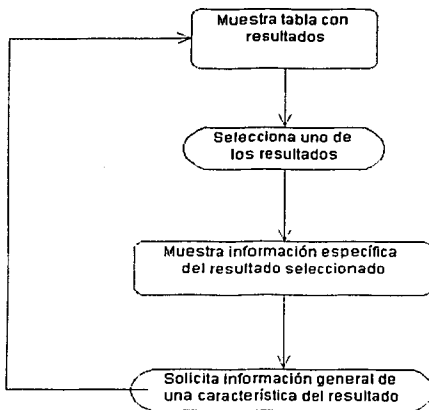 Muestra tabla con
resultados
Selecciona uno de
los resultados
Muestra información específica
del resultado seleccionado
Solicita información general de
una característica del resultado